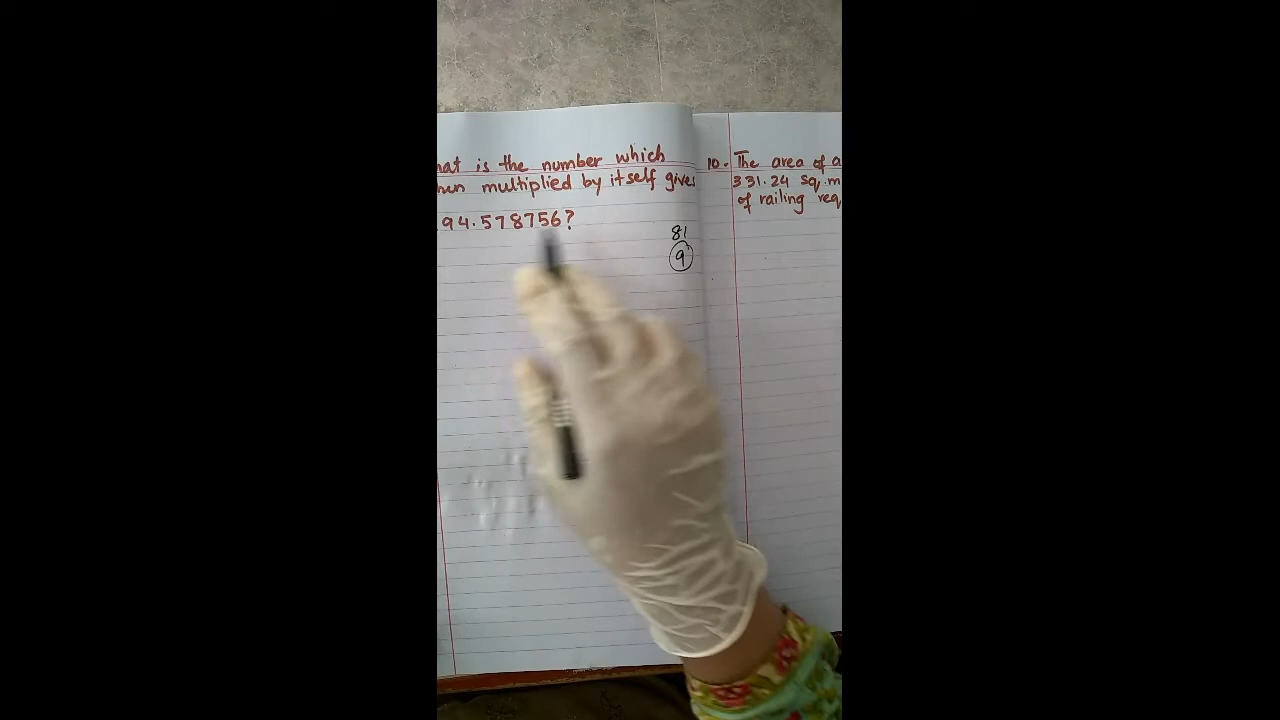 hat is the number which
hen multiplied by itself gives
94.578756?
81
9
10. The area of a
331.24 sq.m
of railing req